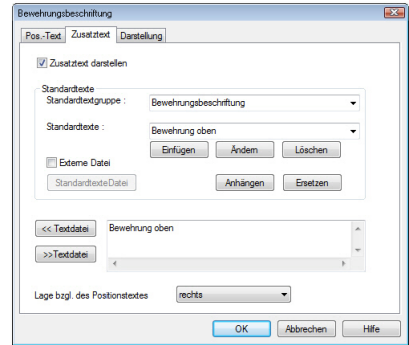 Bewehrungsbeschriftung
Pos.-Text Zusatztext Darstellung
Zusatztext darstellen
Standardtexte
Standardtextgruppe : Bewehrungsbeschriftung
Standardtexte : Bewehrung oben
Einfügen Ändern Löschen
Externe Datei
StandardtexteDatei Anhängen Ersetzen
<< Textdatei Bewehrung oben
>>Textdatei
Lage bzgl. des Positionstextes rechts
OK Abbrechen Hilfe